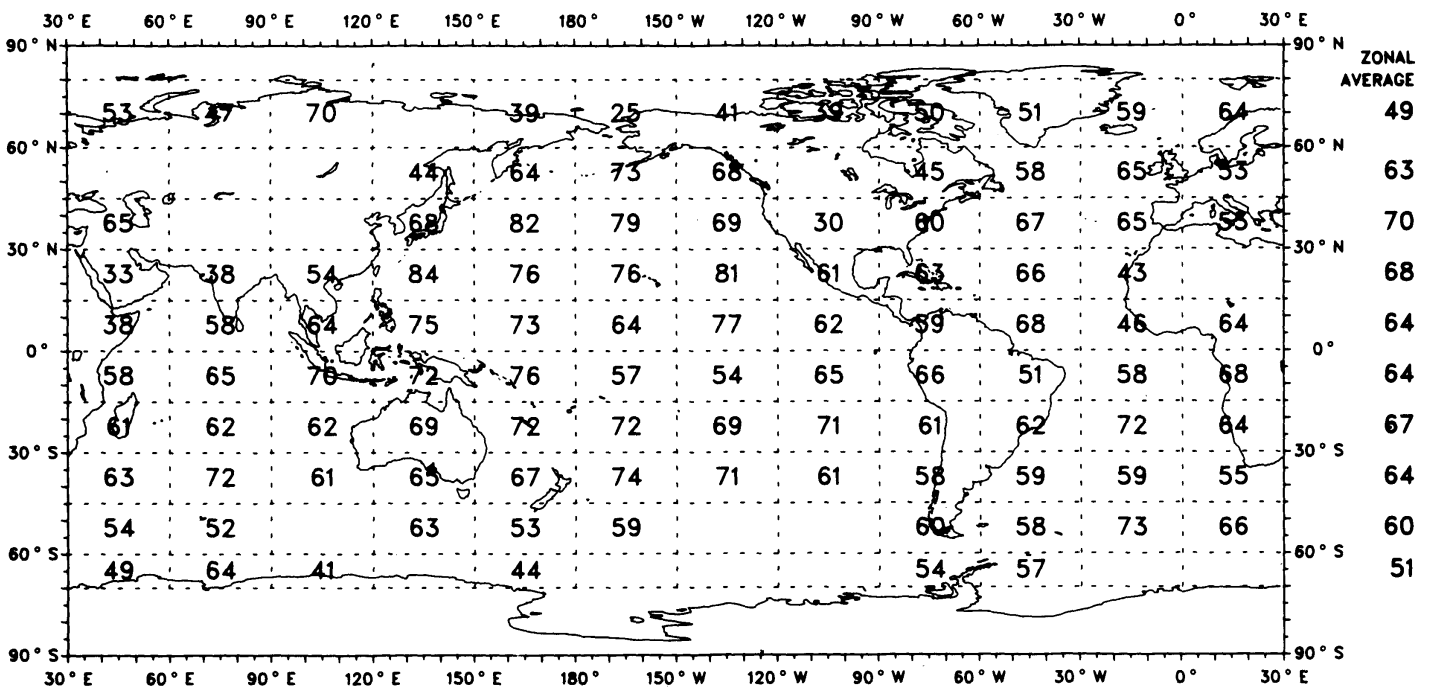 30° E 60° E 90° E 120° E 150° E 180° 150° W 120° W 90° W 60° W 30° W 0° 30° E
90° N 90° N
ZONAL
AVERAGE
53 47 70 39 25 41 39 50 51 59 64 49
60° N 60° N
44 64 73 68 45 58 65 53 63
65 68 82 79 69 30 60 67 65 55 70
30° N 30° N
33 38 54 84 76 76 81 61 63 66 43 68
38 58 64 75 73 64 77 62 59 68 46 64 64
0° 0°
58 65 70 72 76 57 54 65 66 51 58 68 64
61 62 62 69 72 72 69 71 61 62 72 64 67
30° S 30° S
63 72 61 65 67 74 71 61 58 59 59 55 64
54 52 63 53 59 60 58 73 66 60
60° S 60° S
49 64 41 44 54 57 51
90° S 90° S
30° E 60° E 90° E 120° E 150° E 180° 150° W 120° W 90° W 60° W 30° W 0° 30° E